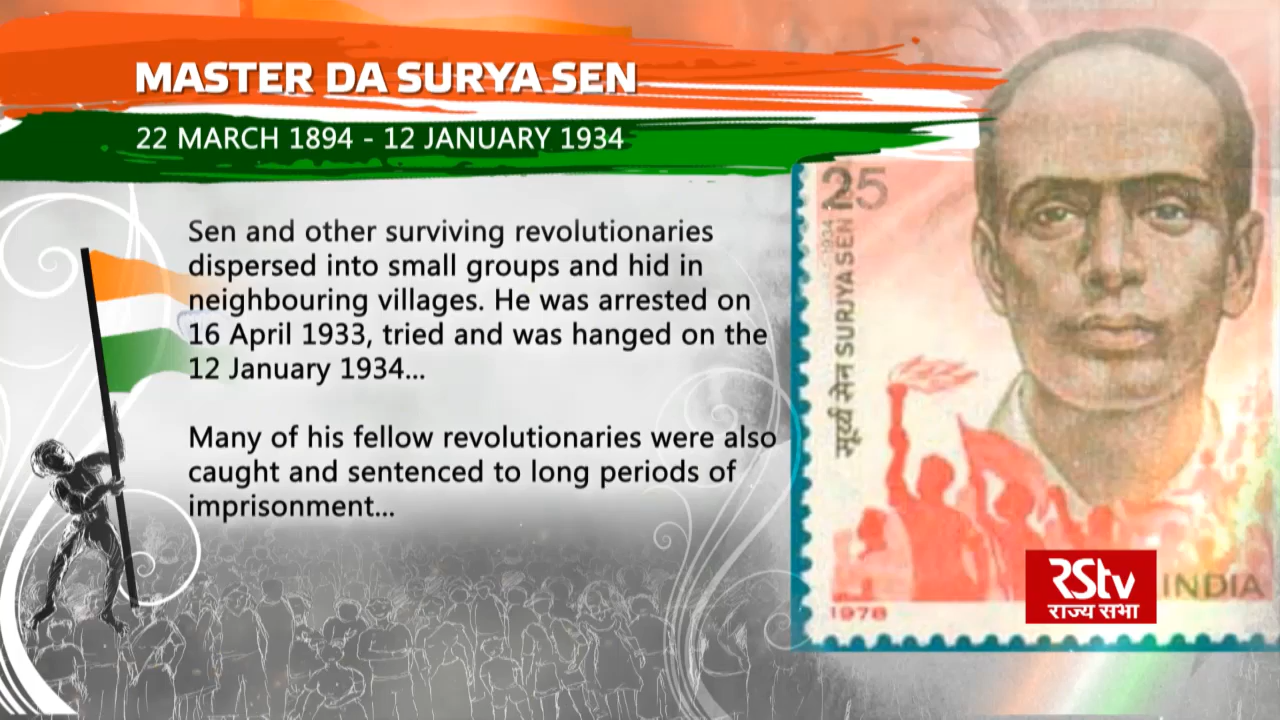 MASTER DA SURYA SEN
22 MARCH 1894 - 12 JANUARY 1934
Sen and other surviving revolutionaries
dispersed into small groups and hid in
neighbouring villages. He was arrested on
16 April 1933, tried and was hanged on the
12 January 1934...
Many of his fellow revolutionaries were also
caught and sentenced to long periods of
imprisonment...
25
सूर्य सेन SURJYA SEN
1934
1978
INDIA
RStv
राज्य सभा